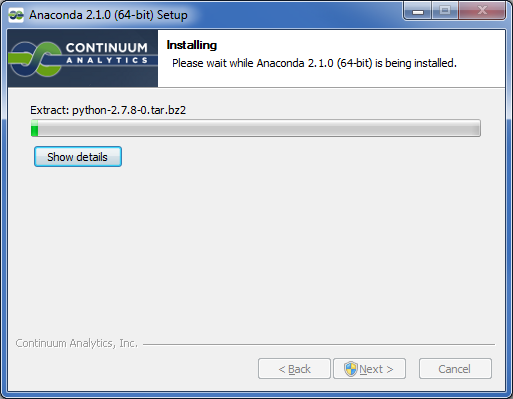 Anaconda 2.1.0 (64-bit) Setup
CONTINUUM
ANALYTICS
Installing
Please wait while Anaconda 2.1.0 (64-bit) is being installed.
Extract: python-2.7.8-0.tar.bz2
Show details
Continuum Analytics, Inc.
< Back
Next >
Cancel